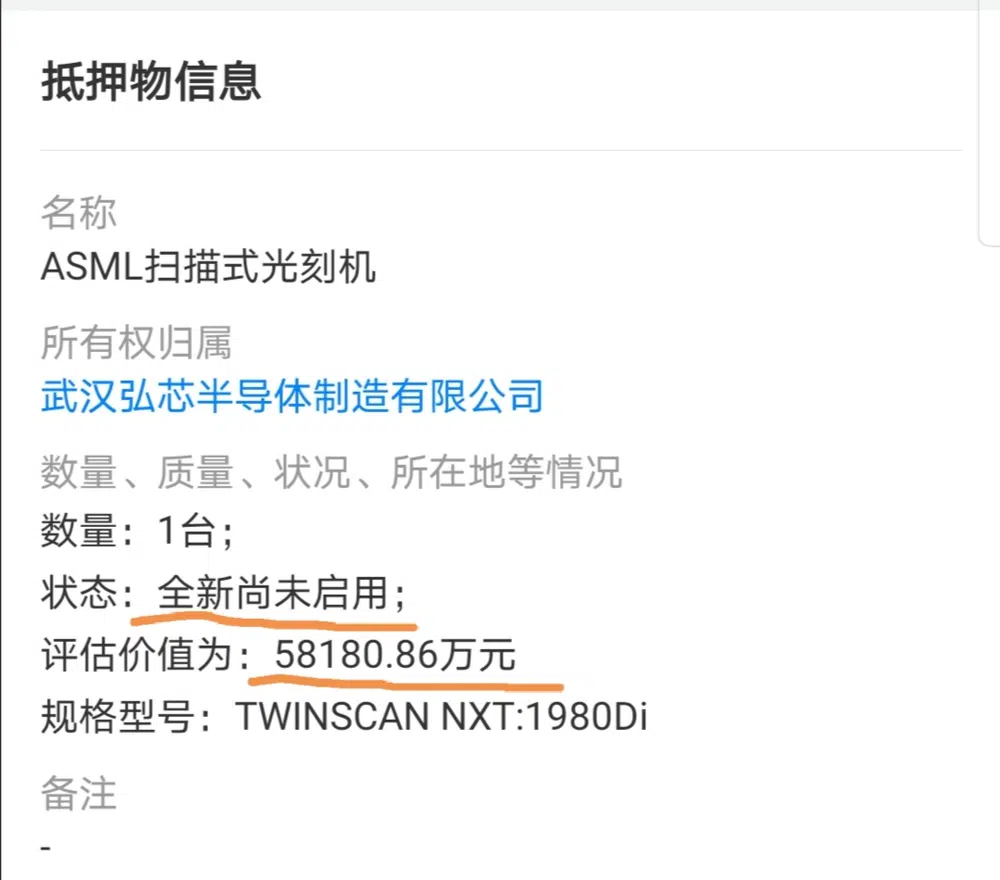 抵押物信息
名称
ASML扫描式光刻机
所有权归属
武汉弘芯半导体制造有限公司
数量、质量、状况、所在地等情况
数量：1台；
状态：全新尚未启用；
评估价值为：58180.86万元
规格型号：TWINSCAN NXT:1980Di
备注
-